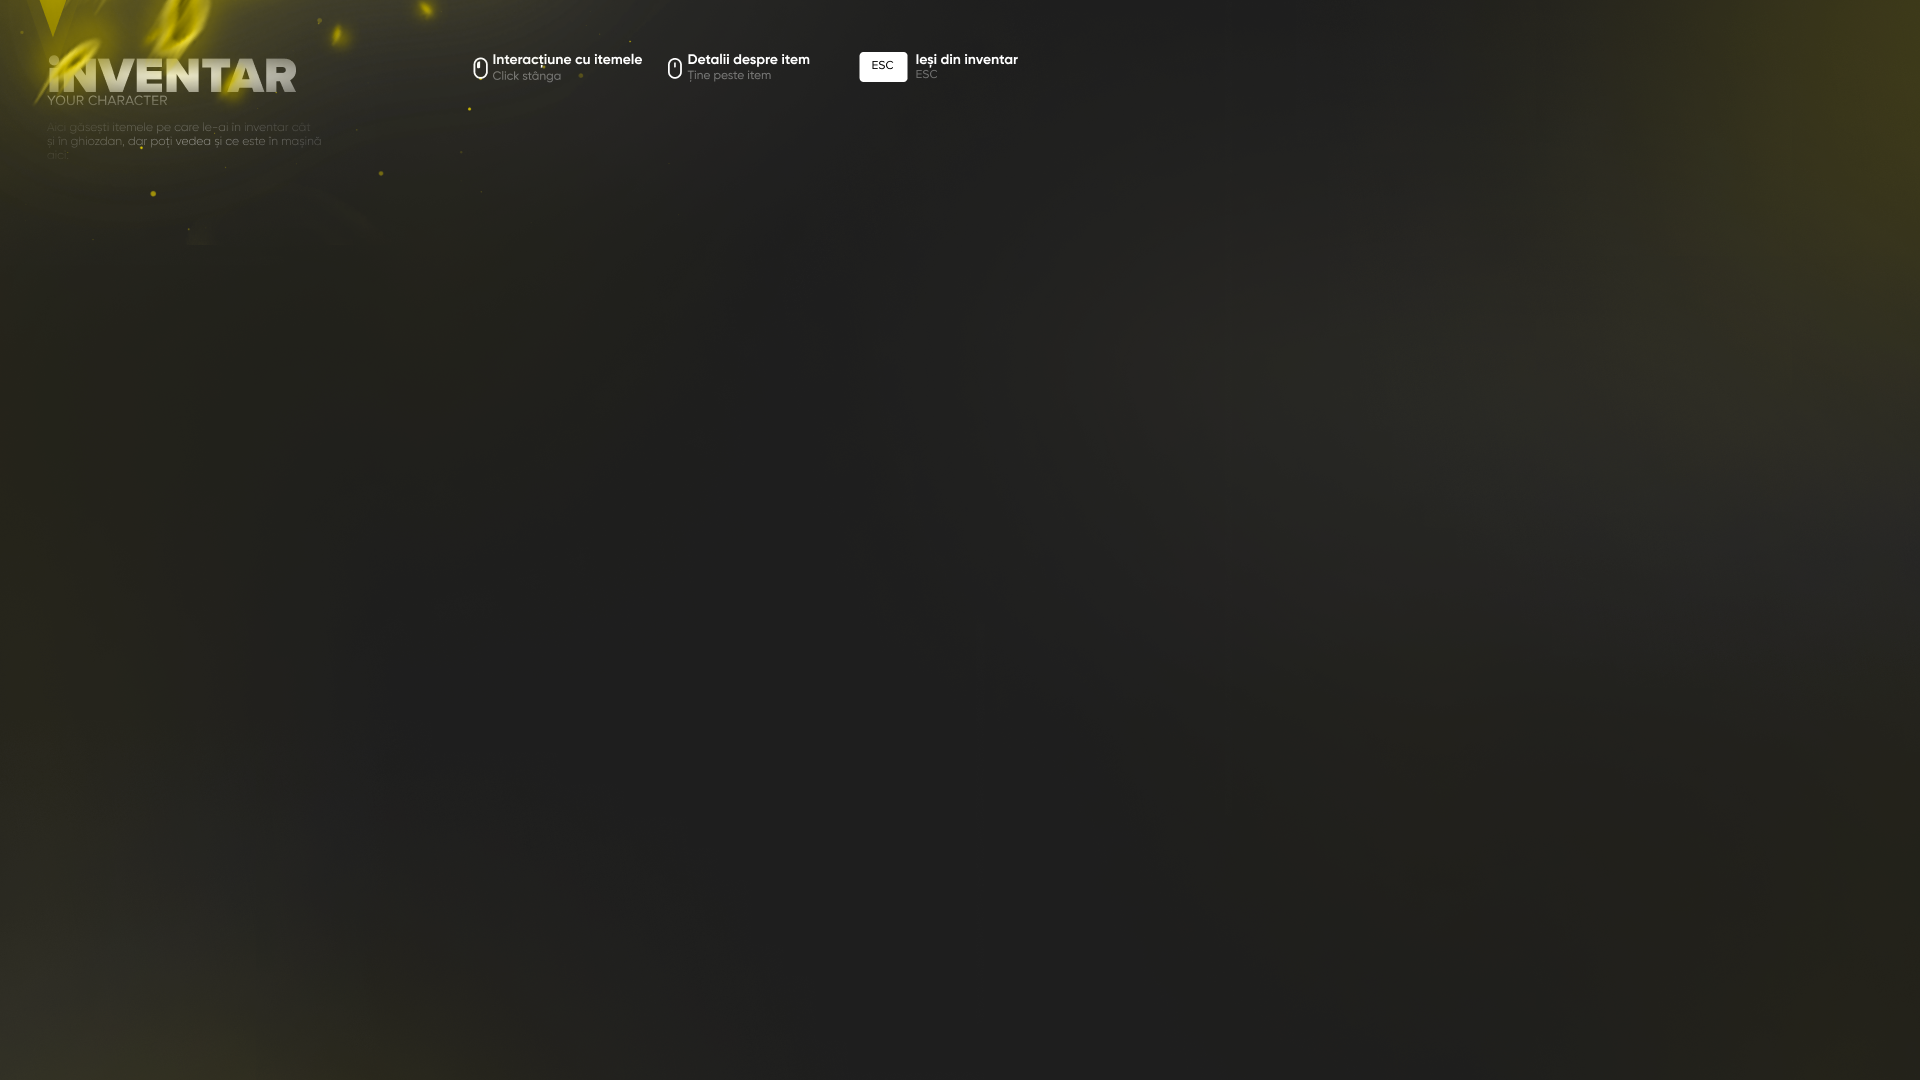 iNVENTAR
YOUR CHARACTER
Aici găsești itemele pe care le-ai în inventar cât
și în ghiozdan, dar poți vedea și ce este în mașină
aici.
Interacțiune cu itemele
Click stânga
Detalii despre item
Ține peste item
ESC
Ieși din inventar
ESC